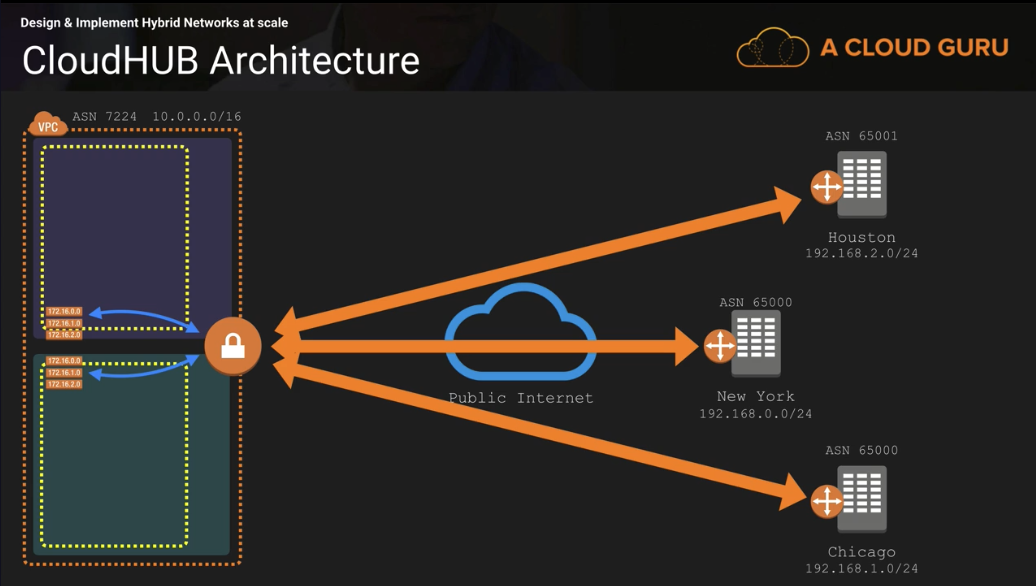 Design & Implement Hybrid Networks at scale
CloudHUB Architecture
A CLOUD GURU
VPC
ASN 7224 10.0.0.0/16
172.16.0.0
172.16.1.0
172.16.2.0
172.16.0.0
172.16.1.0
172.16.2.0
Public Internet
ASN 65001
Houston
192.168.2.0/24
ASN 65000
New York
192.168.0.0/24
ASN 65000
Chicago
192.168.1.0/24